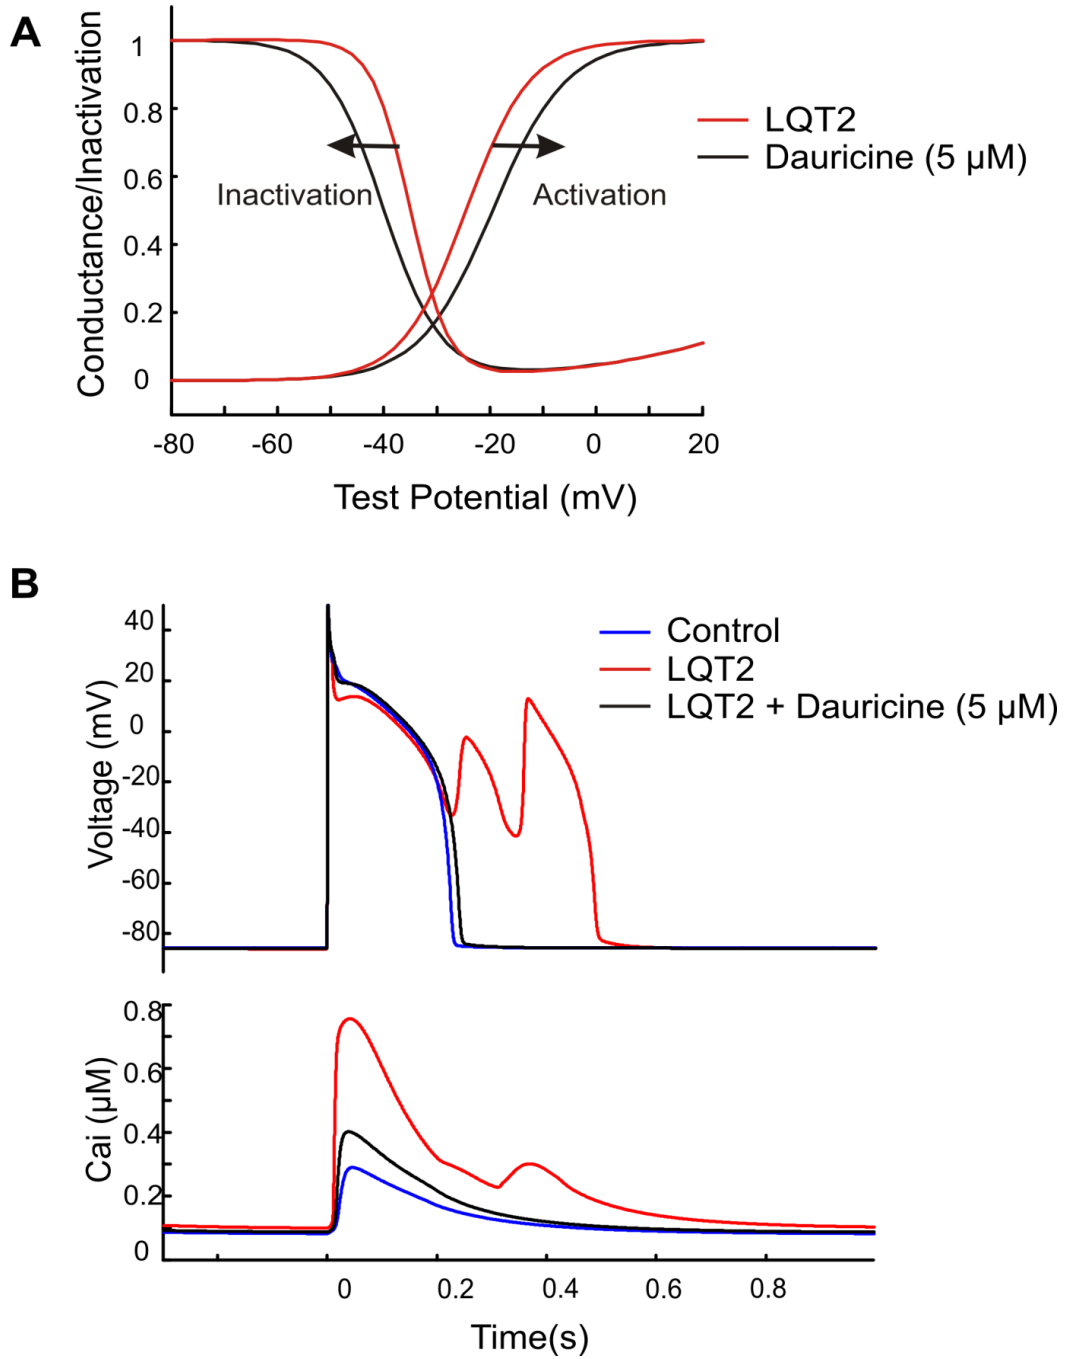 A
Conductance/Inactivation
1
0.8
0.6
0.4
0.2
0
Inactivation
Activation
LQT2
Dauricine (5 µM)
-80
-60
-40
-20
0
20
Test Potential (mV)
B
Voltage (mV)
40
20
0
-20
-40
-60
-80
Control
LQT2
LQT2 + Dauricine (5 µM)
Cai (µM)
0.8
0.6
0.4
0.2
0
0
0.2
0.4
0.6
0.8
Time(s)